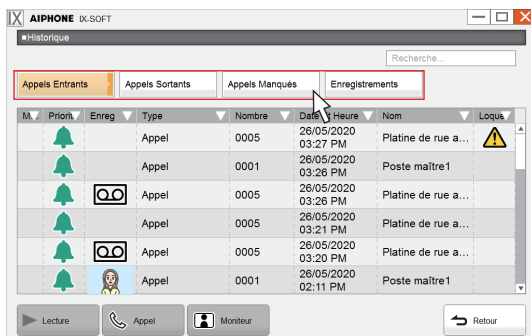 AIPHONE IX-SOFT
■Historique
Recherche...
Appels Entrants Appels Sortants Appels Manqués Enregistrements
M... Priorit Enreg Type Nombre Date Heure Nom Loque
Appel 0005 26/05/2020 03:27 PM Platine de rue a...
Appel 0001 26/05/2020 03:26 PM Poste maître1
Appel 0005 26/05/2020 03:26 PM Platine de rue a...
Appel 0005 26/05/2020 03:21 PM Platine de rue a...
Appel 0005 26/05/2020 03:20 PM Platine de rue a...
Appel 0001 26/05/2020 02:11 PM Poste maître1
Lecture Appel Moniteur Retour